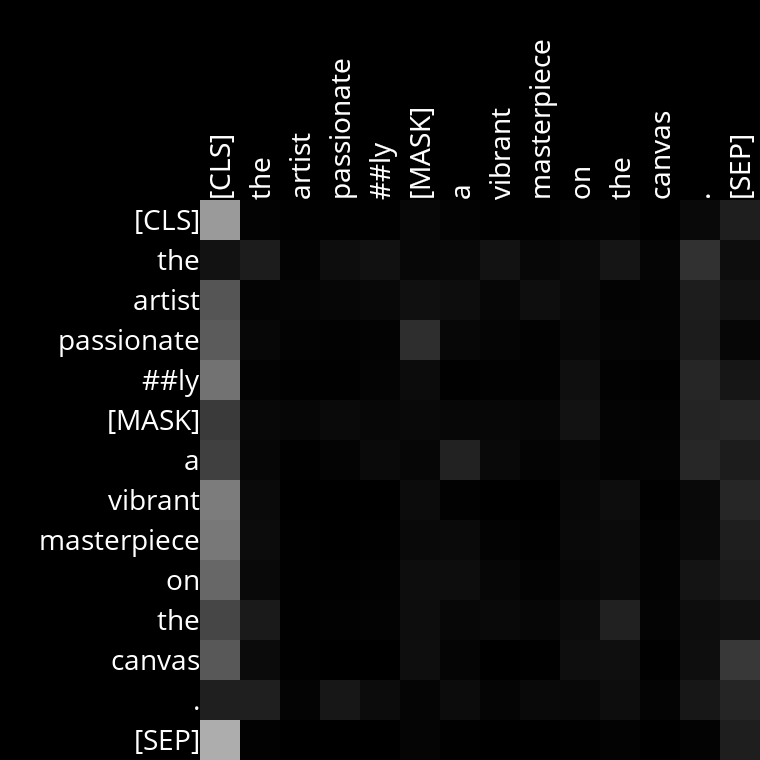 [CLS] the artist passionate ##ly [MASK] a vibrant masterpiece on the canvas . [SEP]
[CLS]
the
artist
passionate
##ly
[MASK]
a
vibrant
masterpiece
on
the
canvas
.
[SEP]